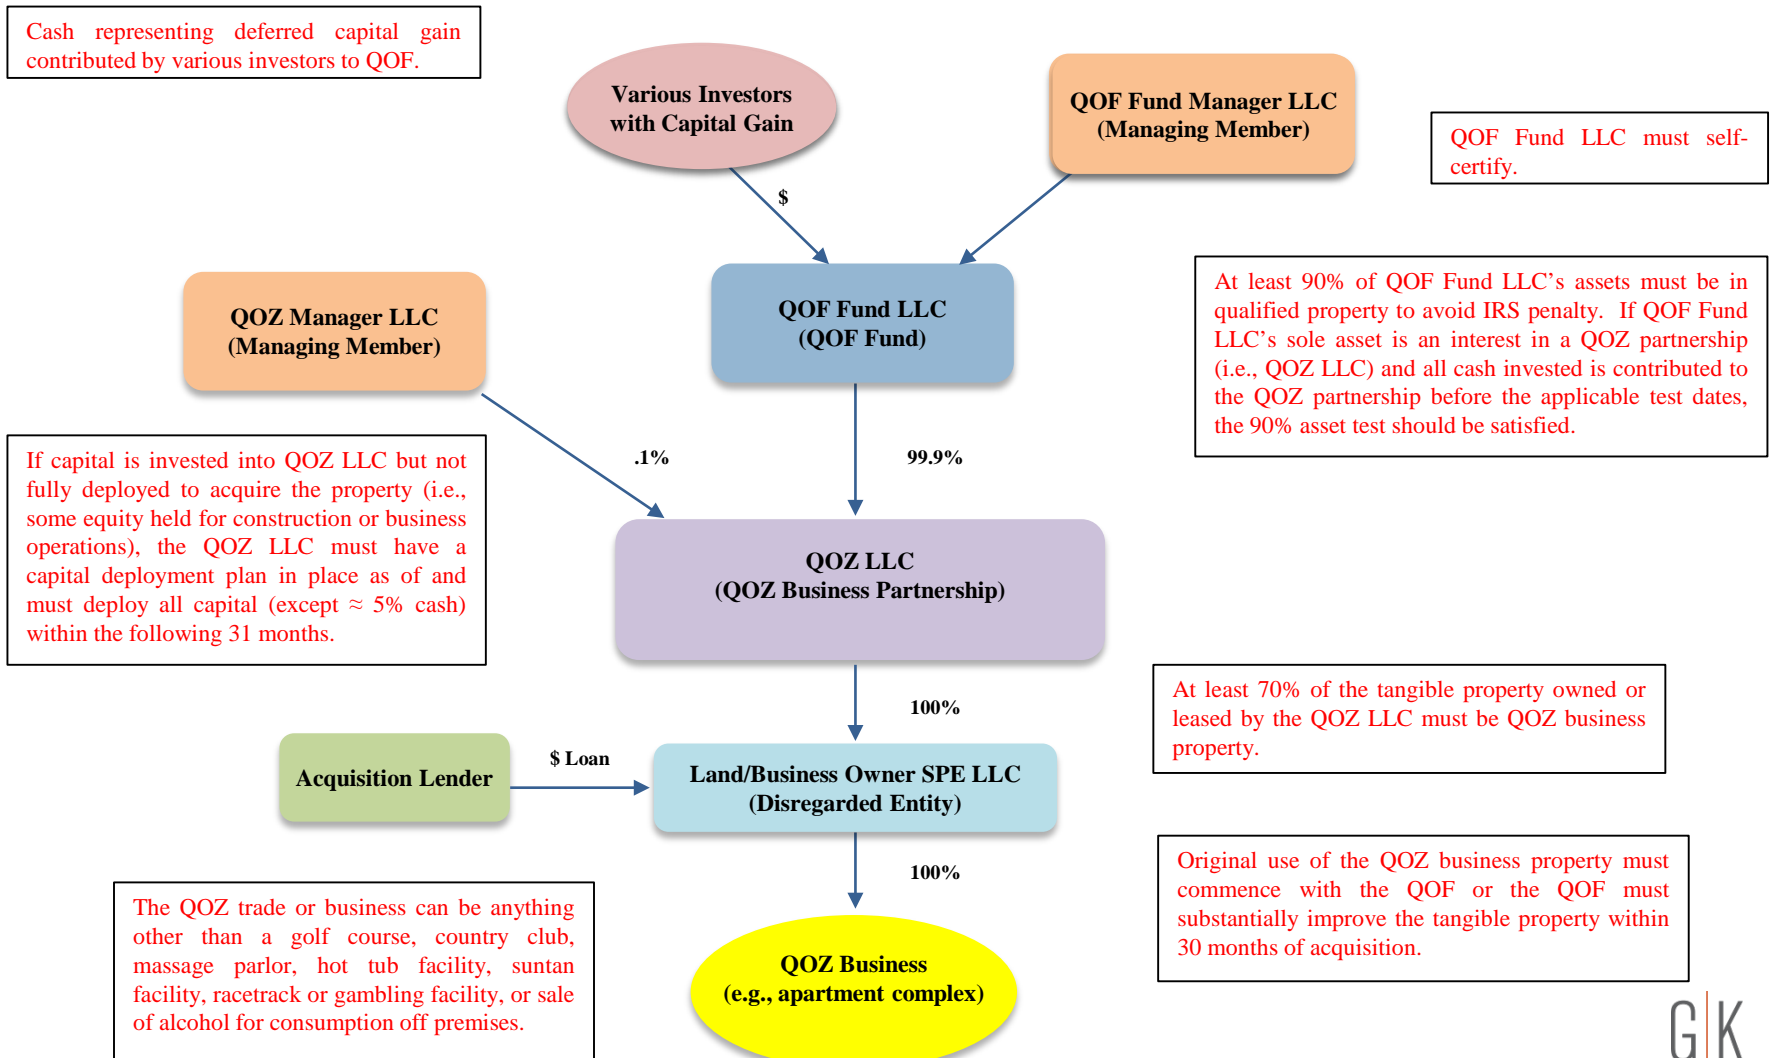 Cash representing deferred capital gain
contributed by various investors to QOF.
Various Investors
with Capital Gain
QOF Fund Manager LLC
(Managing Member)
QOF Fund LLC must self-
certify.
$
QOZ Manager LLC
(Managing Member)
QOF Fund LLC
(QOF Fund)
At least 90% of QOF Fund LLC’s assets must be in
qualified property to avoid IRS penalty. If QOF Fund
LLC’s sole asset is an interest in a QOZ partnership
(i.e., QOZ LLC) and all cash invested is contributed to
the QOZ partnership before the applicable test dates,
the 90% asset test should be satisfied.
If capital is invested into QOZ LLC but not
fully deployed to acquire the property (i.e.,
some equity held for construction or business
operations), the QOZ LLC must have a
capital deployment plan in place as of and
must deploy all capital (except ≈ 5% cash)
within the following 31 months.
.1%
99.9%
QOZ LLC
(QOZ Business Partnership)
100%
At least 70% of the tangible property owned or
leased by the QOZ LLC must be QOZ business
property.
Acquisition Lender
$ Loan
Land/Business Owner SPE LLC
(Disregarded Entity)
100%
Original use of the QOZ business property must
commence with the QOF or the QOF must
substantially improve the tangible property within
30 months of acquisition.
The QOZ trade or business can be anything
other than a golf course, country club,
massage parlor, hot tub facility, suntan
facility, racetrack or gambling facility, or sale
of alcohol for consumption off premises.
QOZ Business
(e.g., apartment complex)
G|K